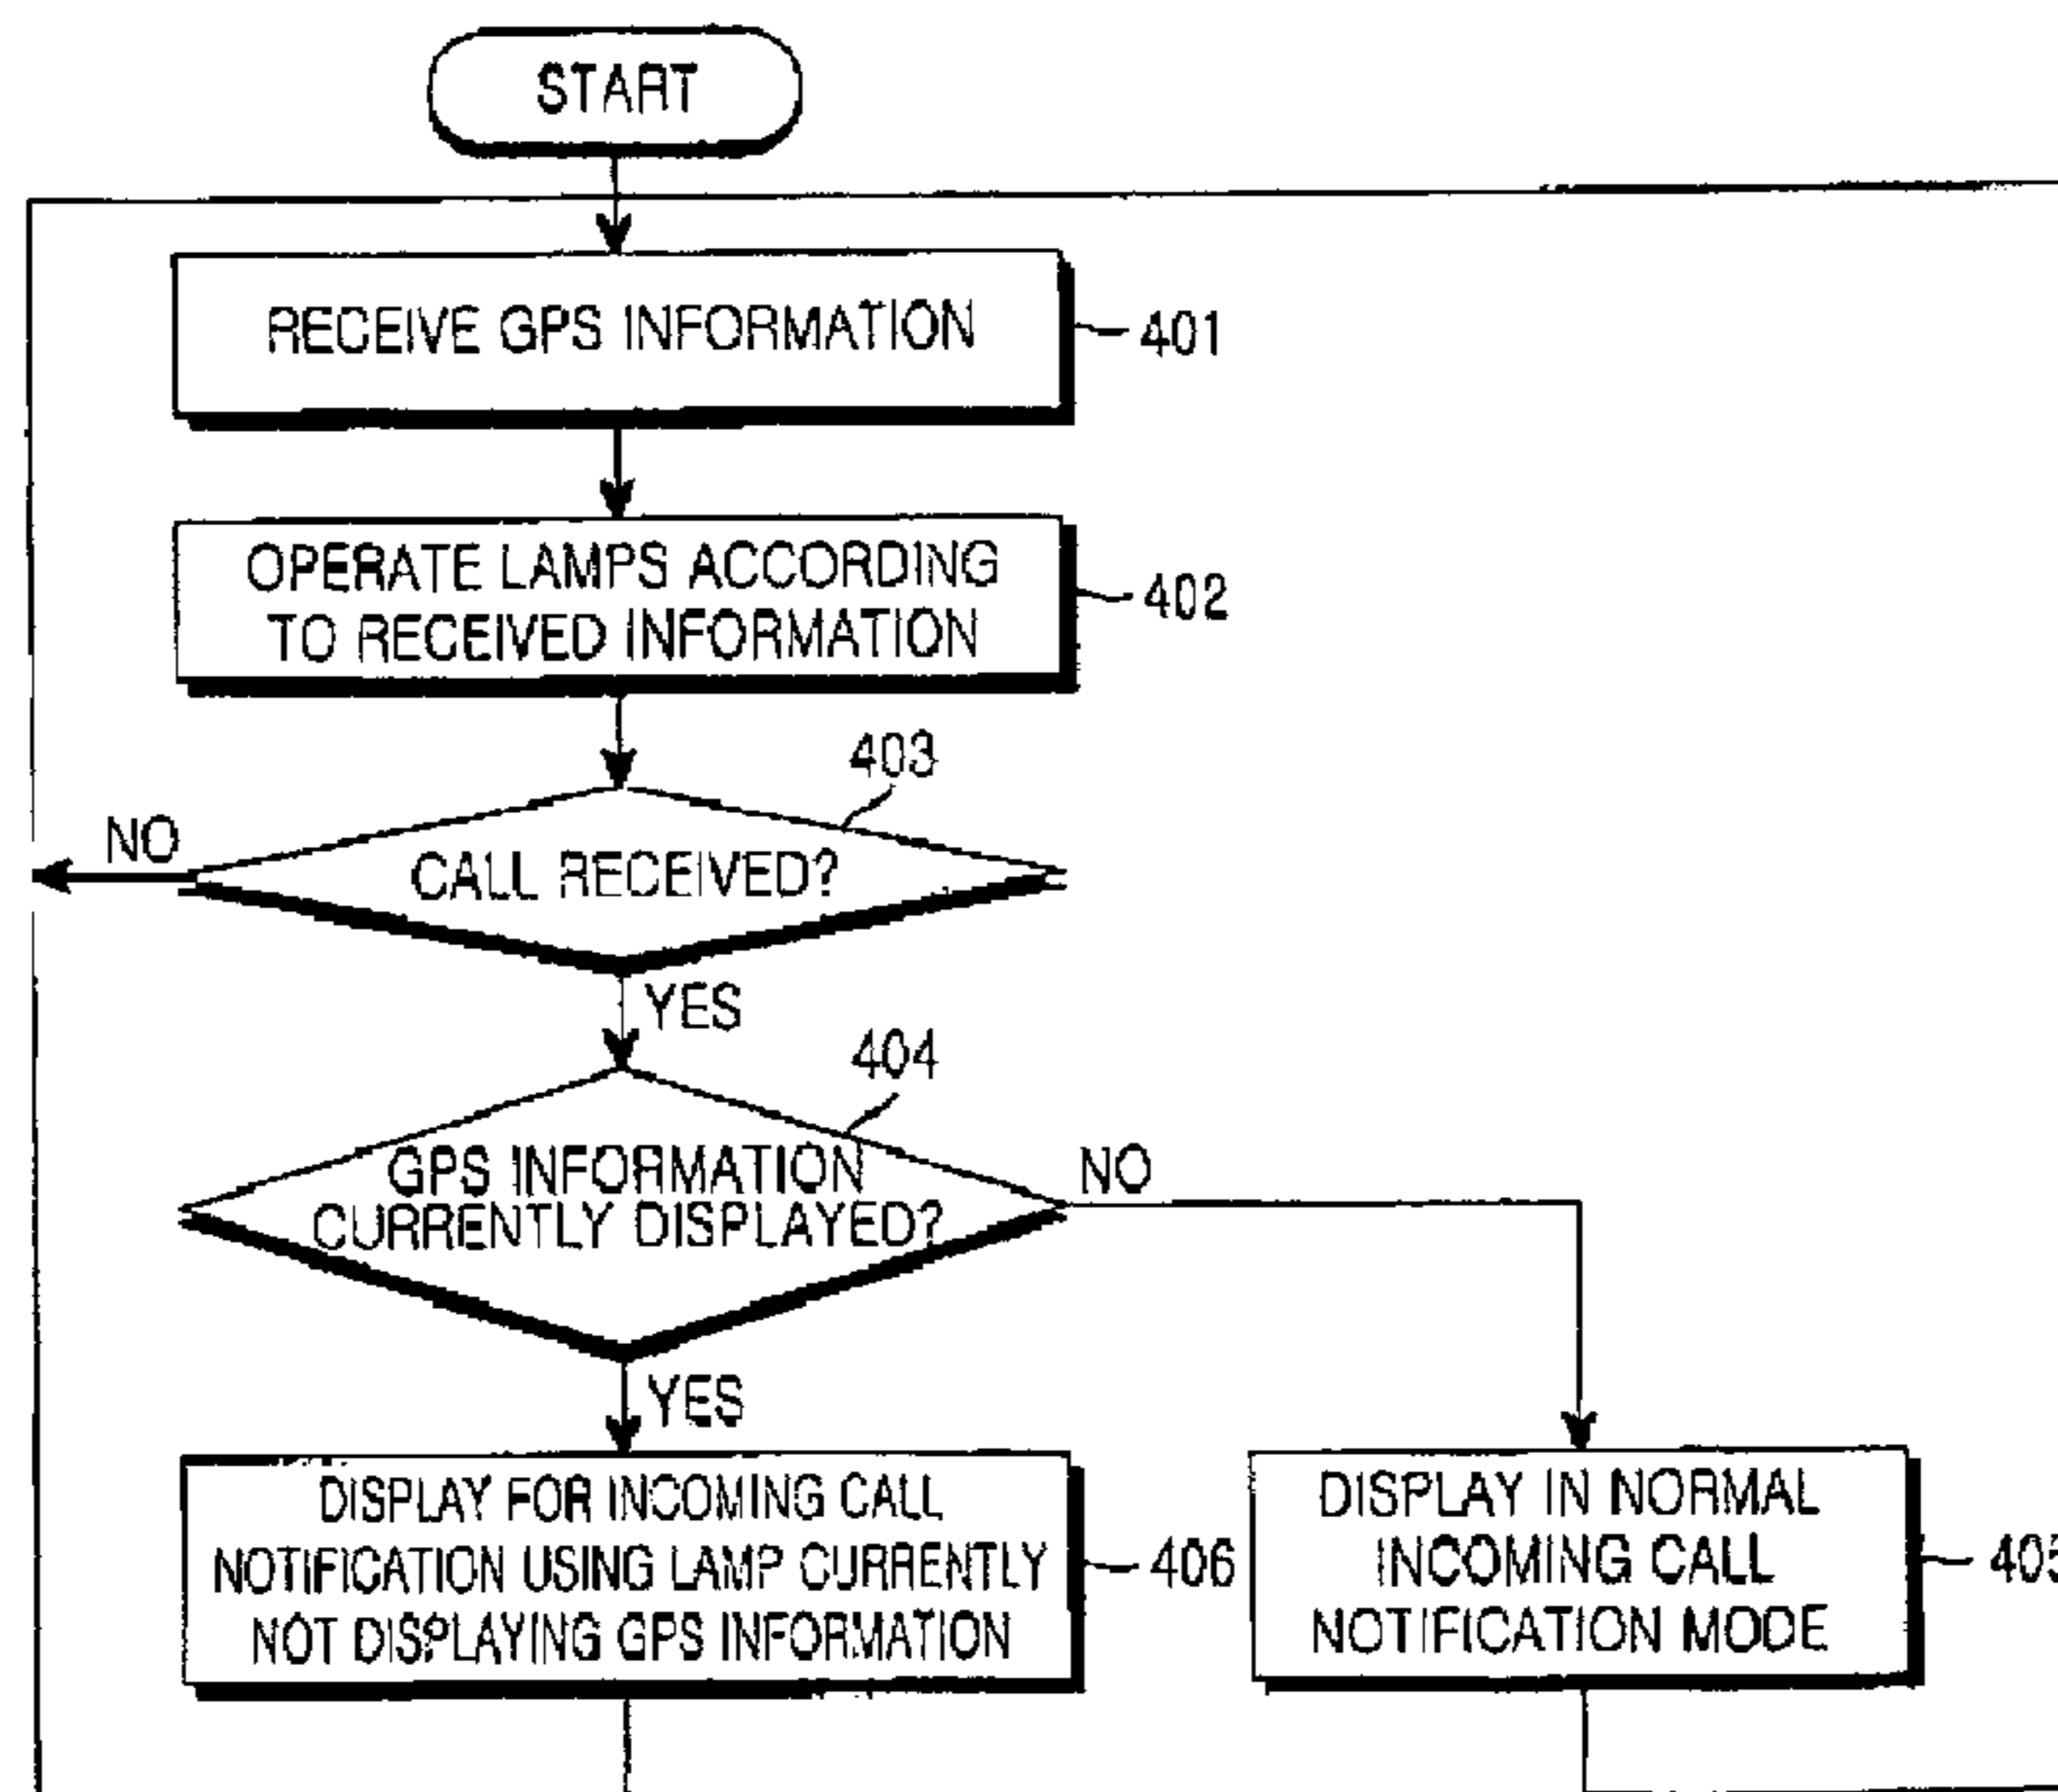 START
RECEIVE GPS INFORMATION
401
OPERATE LAMPS ACCORDING
TO RECEIVED INFORMATION
402
403
CALL RECEIVED?
NO
YES
404
GPS INFORMATION
CURRENTLY DISPLAYED?
NO
YES
DISPLAY FOR INCOMING CALL
NOTIFICATION USING LAMP CURRENTLY
NOT DISPLAYING GPS INFORMATION
406
DISPLAY IN NORMAL
INCOMING CALL
NOTIFICATION MODE
405